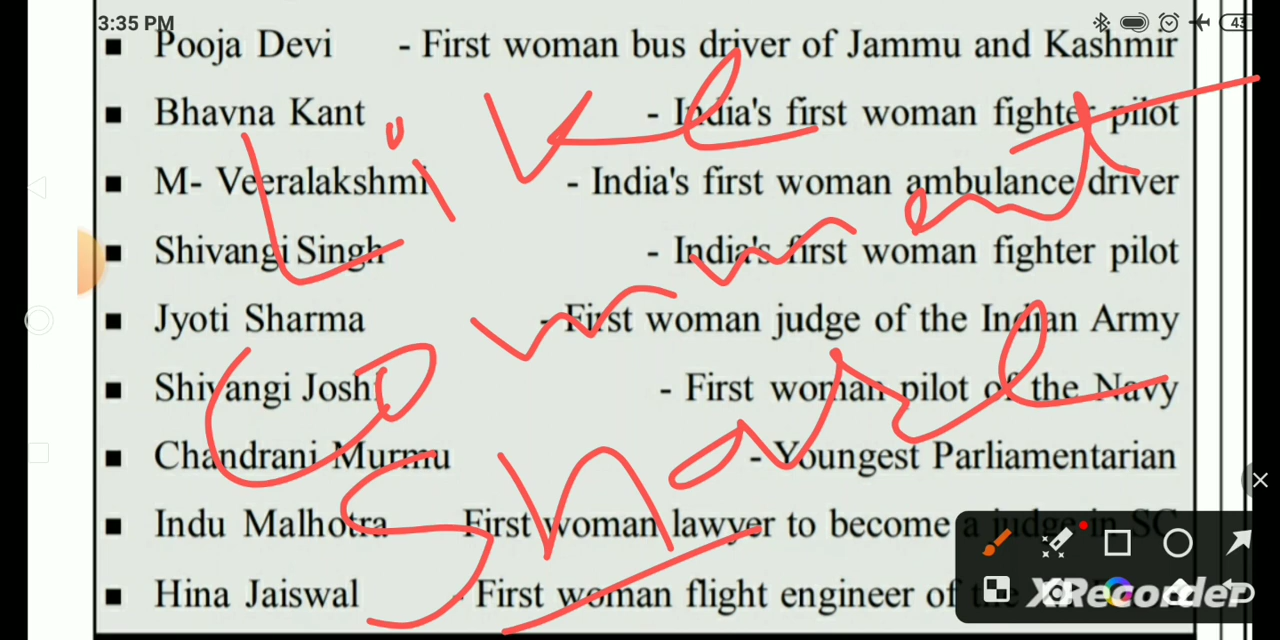 3:35 PM 43
■ Pooja Devi - First woman bus driver of Jammu and Kashmir
■ Bhavna Kant - India's first woman fighter pilot
■ M- Veeralakshmi - India's first woman ambulance driver
■ Shivangi Singh - India's first woman fighter pilot
■ Jyoti Sharma - First woman judge of the Indian Army
■ Shivangi Joshi - First woman pilot of the Navy
■ Chandrani Murmu - Youngest Parliamentarian
■ Indu Malhotra First woman lawyer to become a judge in SC
■ Hina Jaiswal - First woman flight engineer of the
Like
Comment
Share
XRecorder